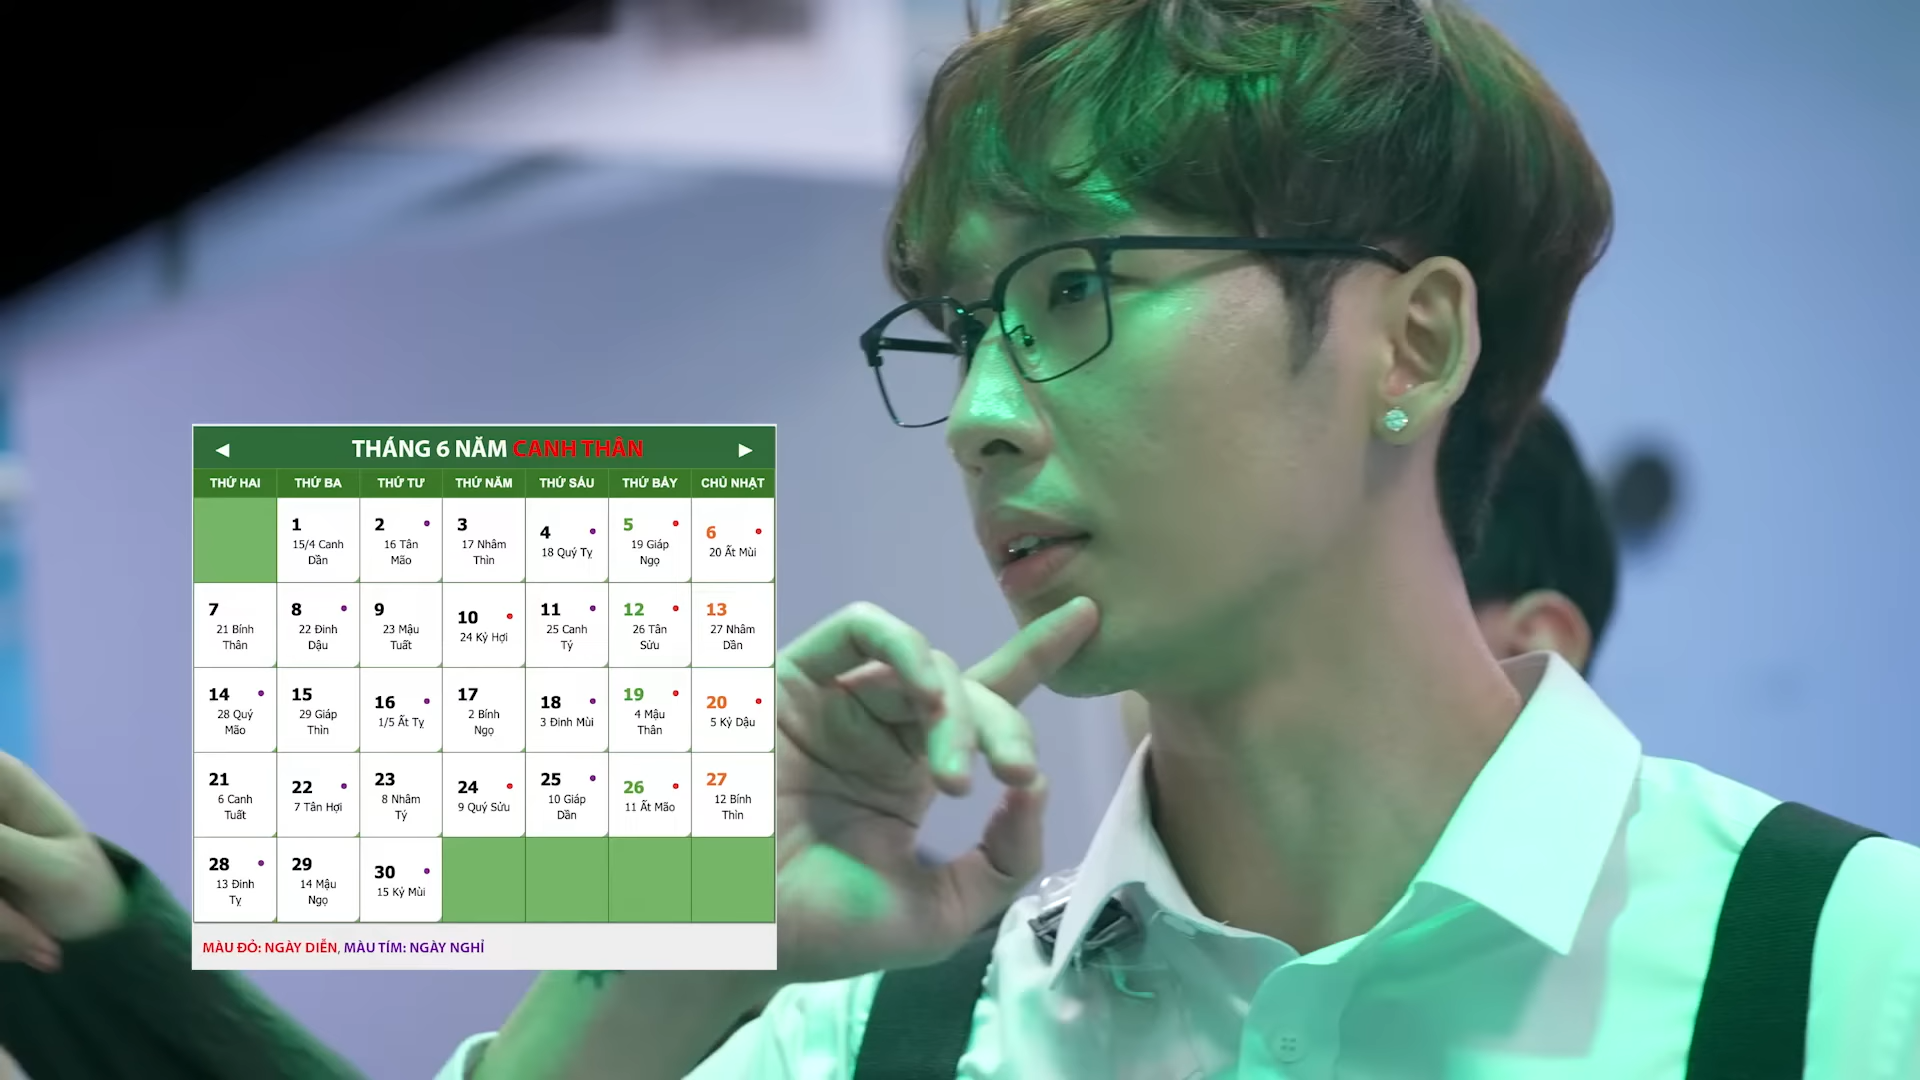 ◀ THÁNG 6 NĂM CANH THÂN ▶
THỨ HAI THỨ BA THỨ TƯ THỨ NĂM THỨ SÁU THỨ BẢY CHỦ NHẬT
1 2 3 4 5 6
15/4 Canh Dần 16 Tân Mão 17 Nhâm Thìn 18 Quý Tỵ 19 Giáp Ngọ 20 Ất Mùi
7 8 9 10 11 12 13
21 Bính Thân 22 Đinh Dậu 23 Mậu Tuất 24 Kỷ Hợi 25 Canh Tý 26 Tân Sửu 27 Nhâm Dần
14 15 16 17 18 19 20
28 Quý Mão 29 Giáp Thìn 1/5 Ất Tỵ 2 Bính Ngọ 3 Đinh Mùi 4 Mậu Thân 5 Kỷ Dậu
21 22 23 24 25 26 27
6 Canh Tuất 7 Tân Hợi 8 Nhâm Tý 9 Quý Sửu 10 Giáp Dần 11 Ất Mão 12 Bính Thìn
28 29 30
13 Đinh Tỵ 14 Mậu Ngọ 15 Kỷ Mùi
MÀU ĐỎ: NGÀY DIỄN, MÀU TÍM: NGÀY NGHỈ